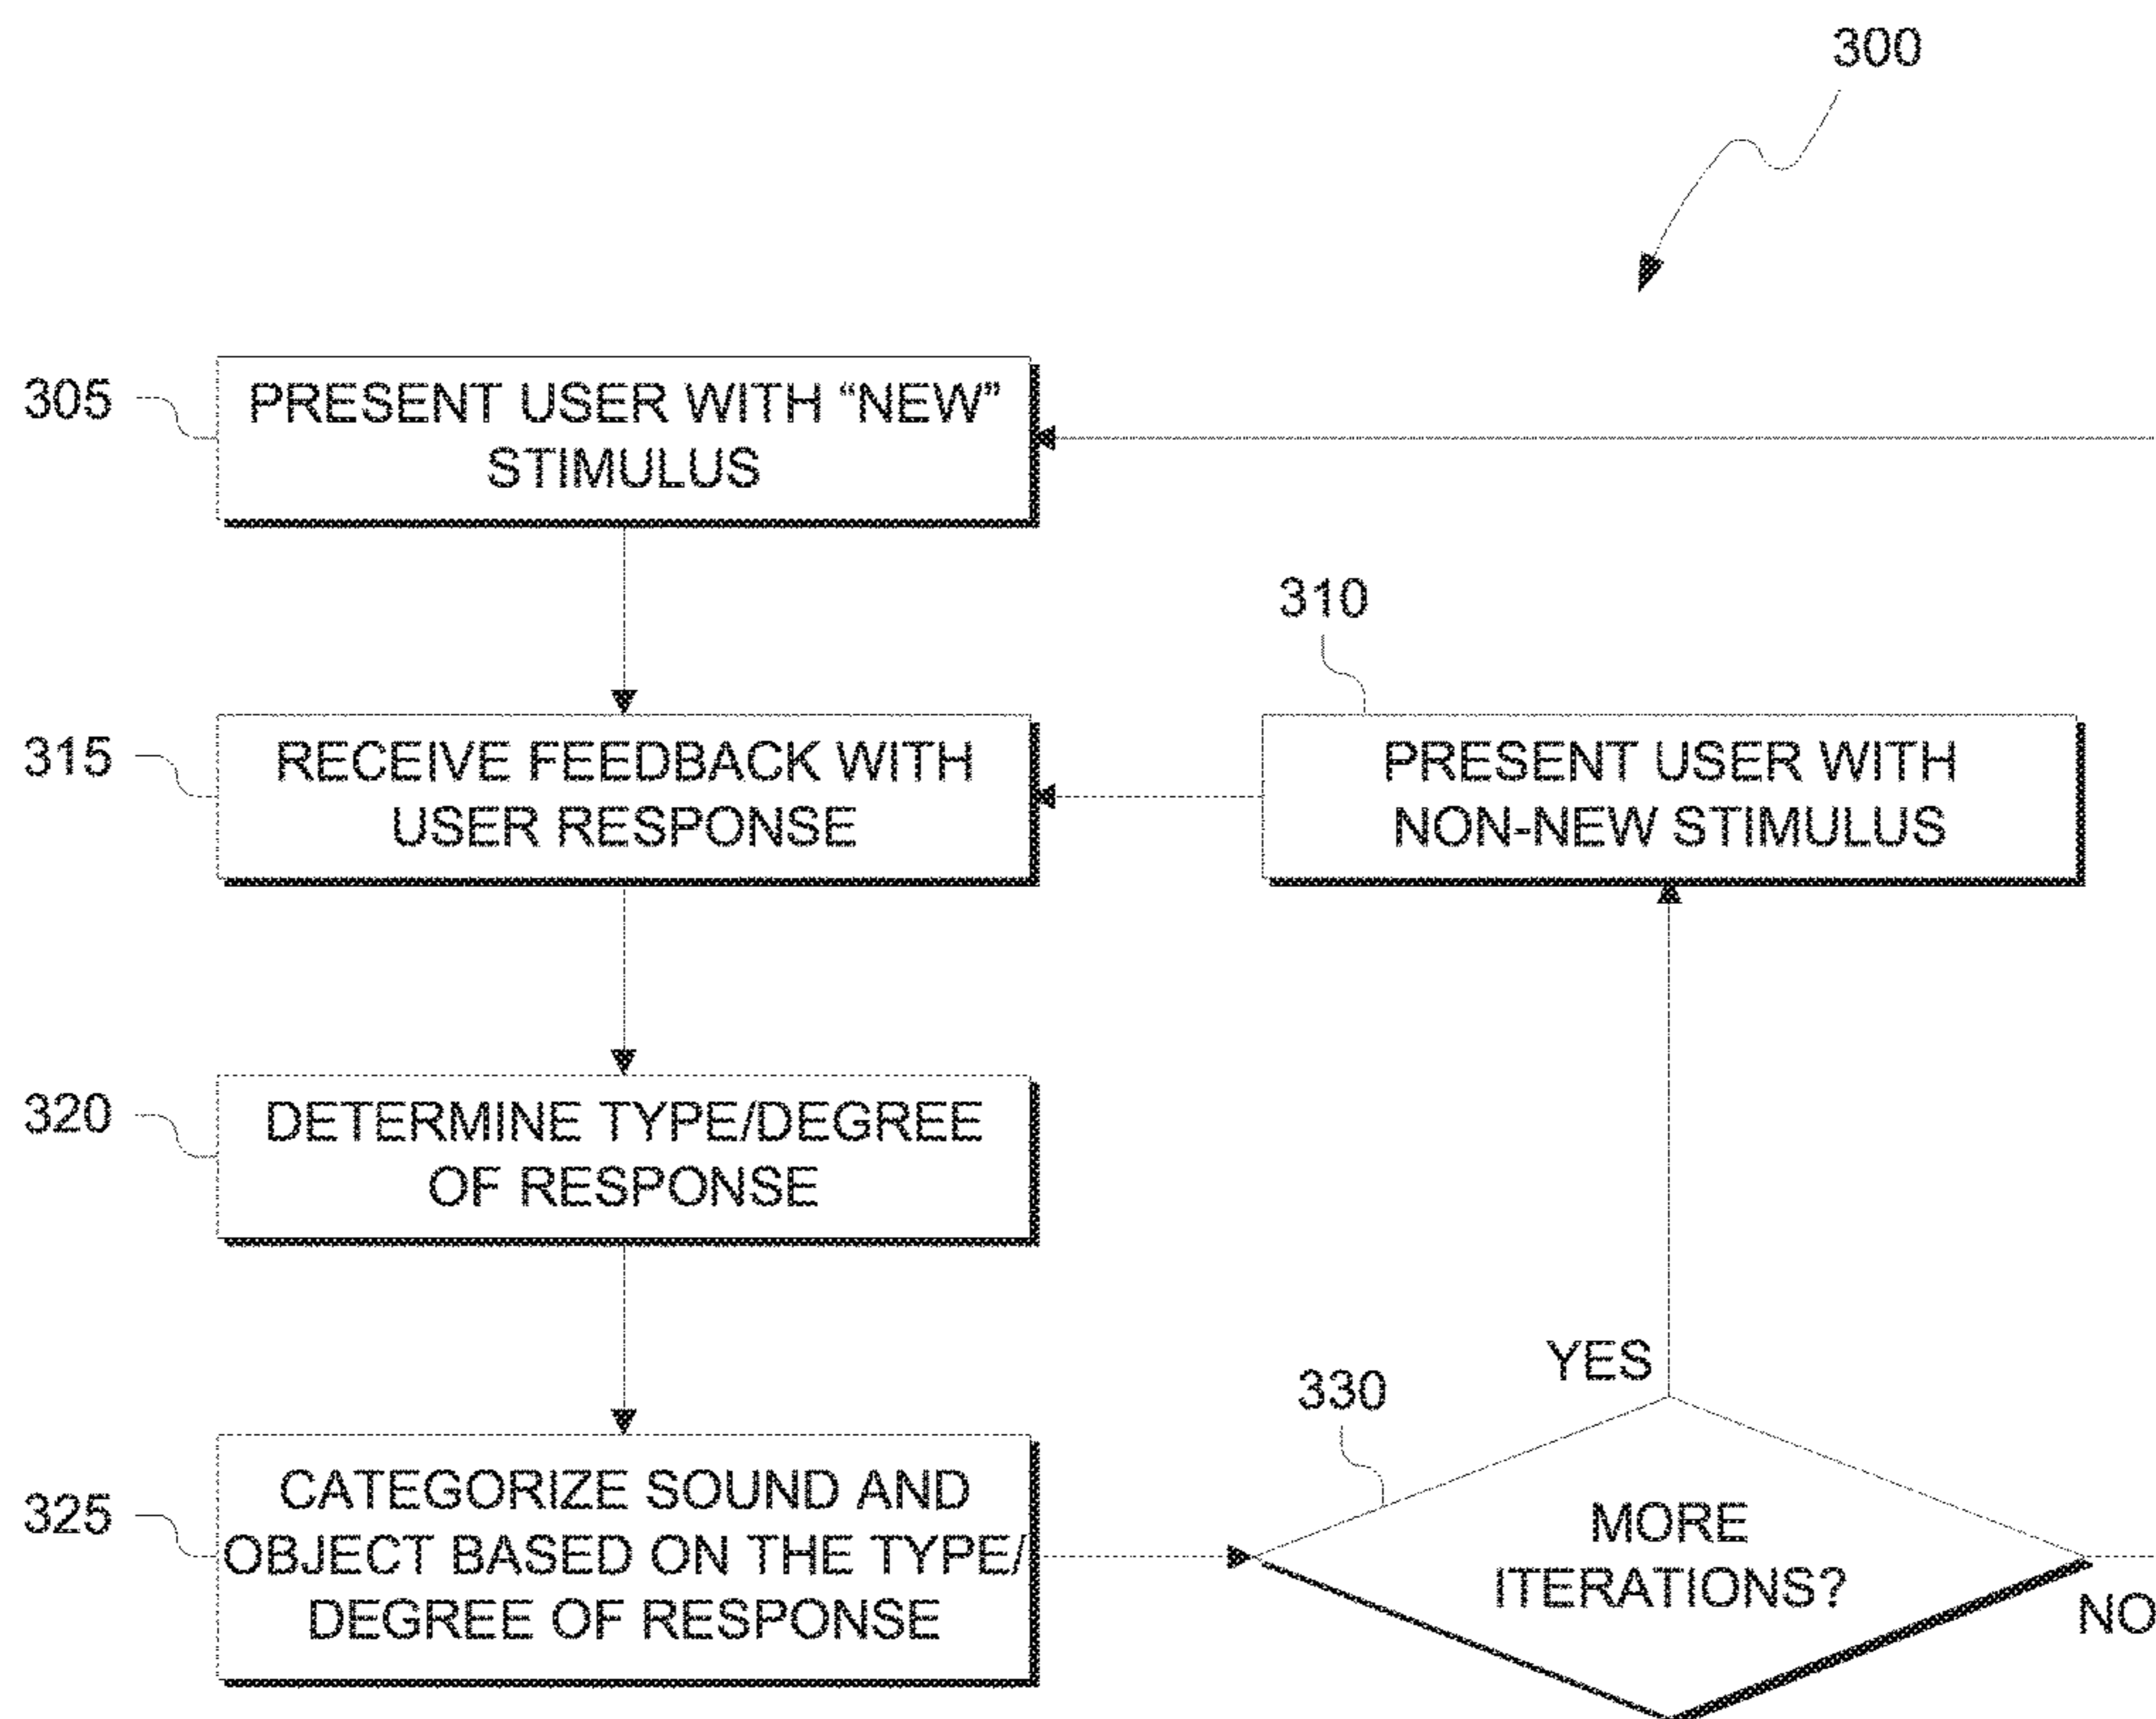 300
305
PRESENT USER WITH “NEW”
STIMULUS
310
315
RECEIVE FEEDBACK WITH
USER RESPONSE
PRESENT USER WITH
NON-NEW STIMULUS
320
DETERMINE TYPE/DEGREE
OF RESPONSE
YES
330
325
CATEGORIZE SOUND AND
OBJECT BASED ON THE TYPE/
DEGREE OF RESPONSE
MORE
ITERATIONS?
NO